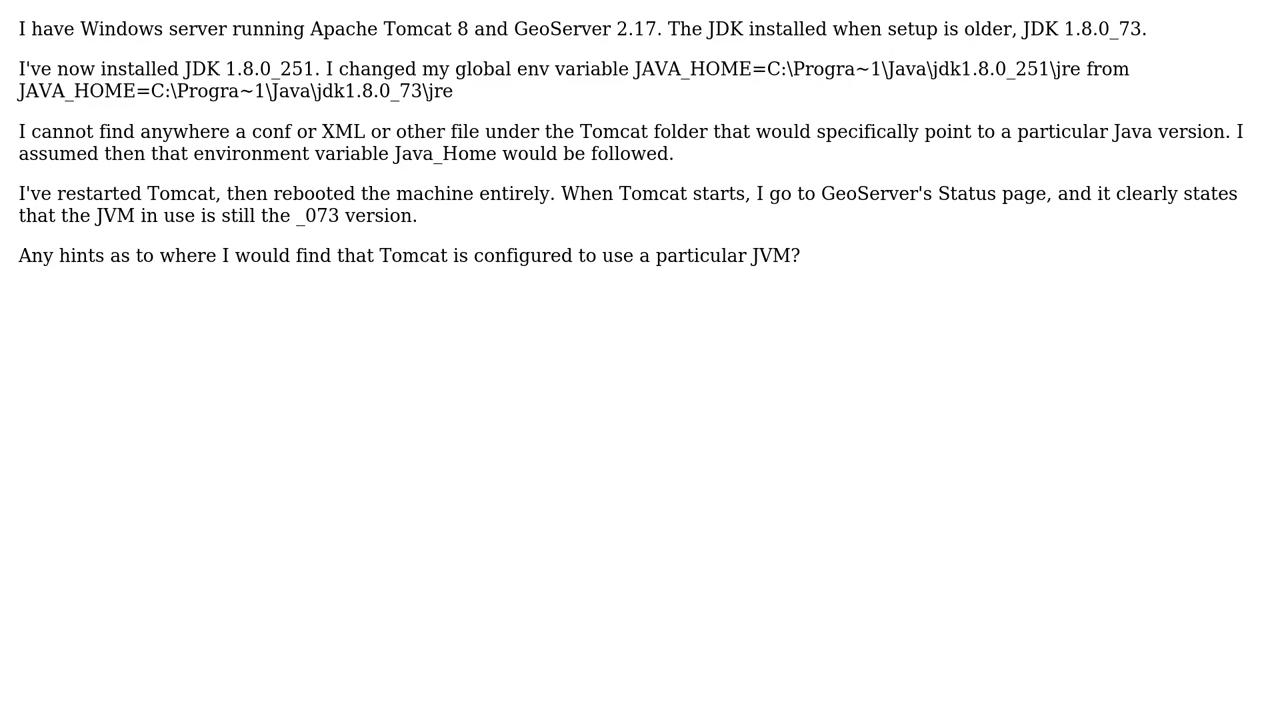 I have Windows server running Apache Tomcat 8 and GeoServer 2.17. The JDK installed when setup is older, JDK 1.8.0_73.
I've now installed JDK 1.8.0_251. I changed my global env variable JAVA_HOME=C:\Progra~1\Java\jdk1.8.0_251\jre from
JAVA_HOME=C:\Progra~1\Java\jdk1.8.0_73\jre
I cannot find anywhere a conf or XML or other file under the Tomcat folder that would specifically point to a particular Java version. I
assumed then that environment variable Java_Home would be followed.
I've restarted Tomcat, then rebooted the machine entirely. When Tomcat starts, I go to GeoServer's Status page, and it clearly states
that the JVM in use is still the _073 version.
Any hints as to where I would find that Tomcat is configured to use a particular JVM?